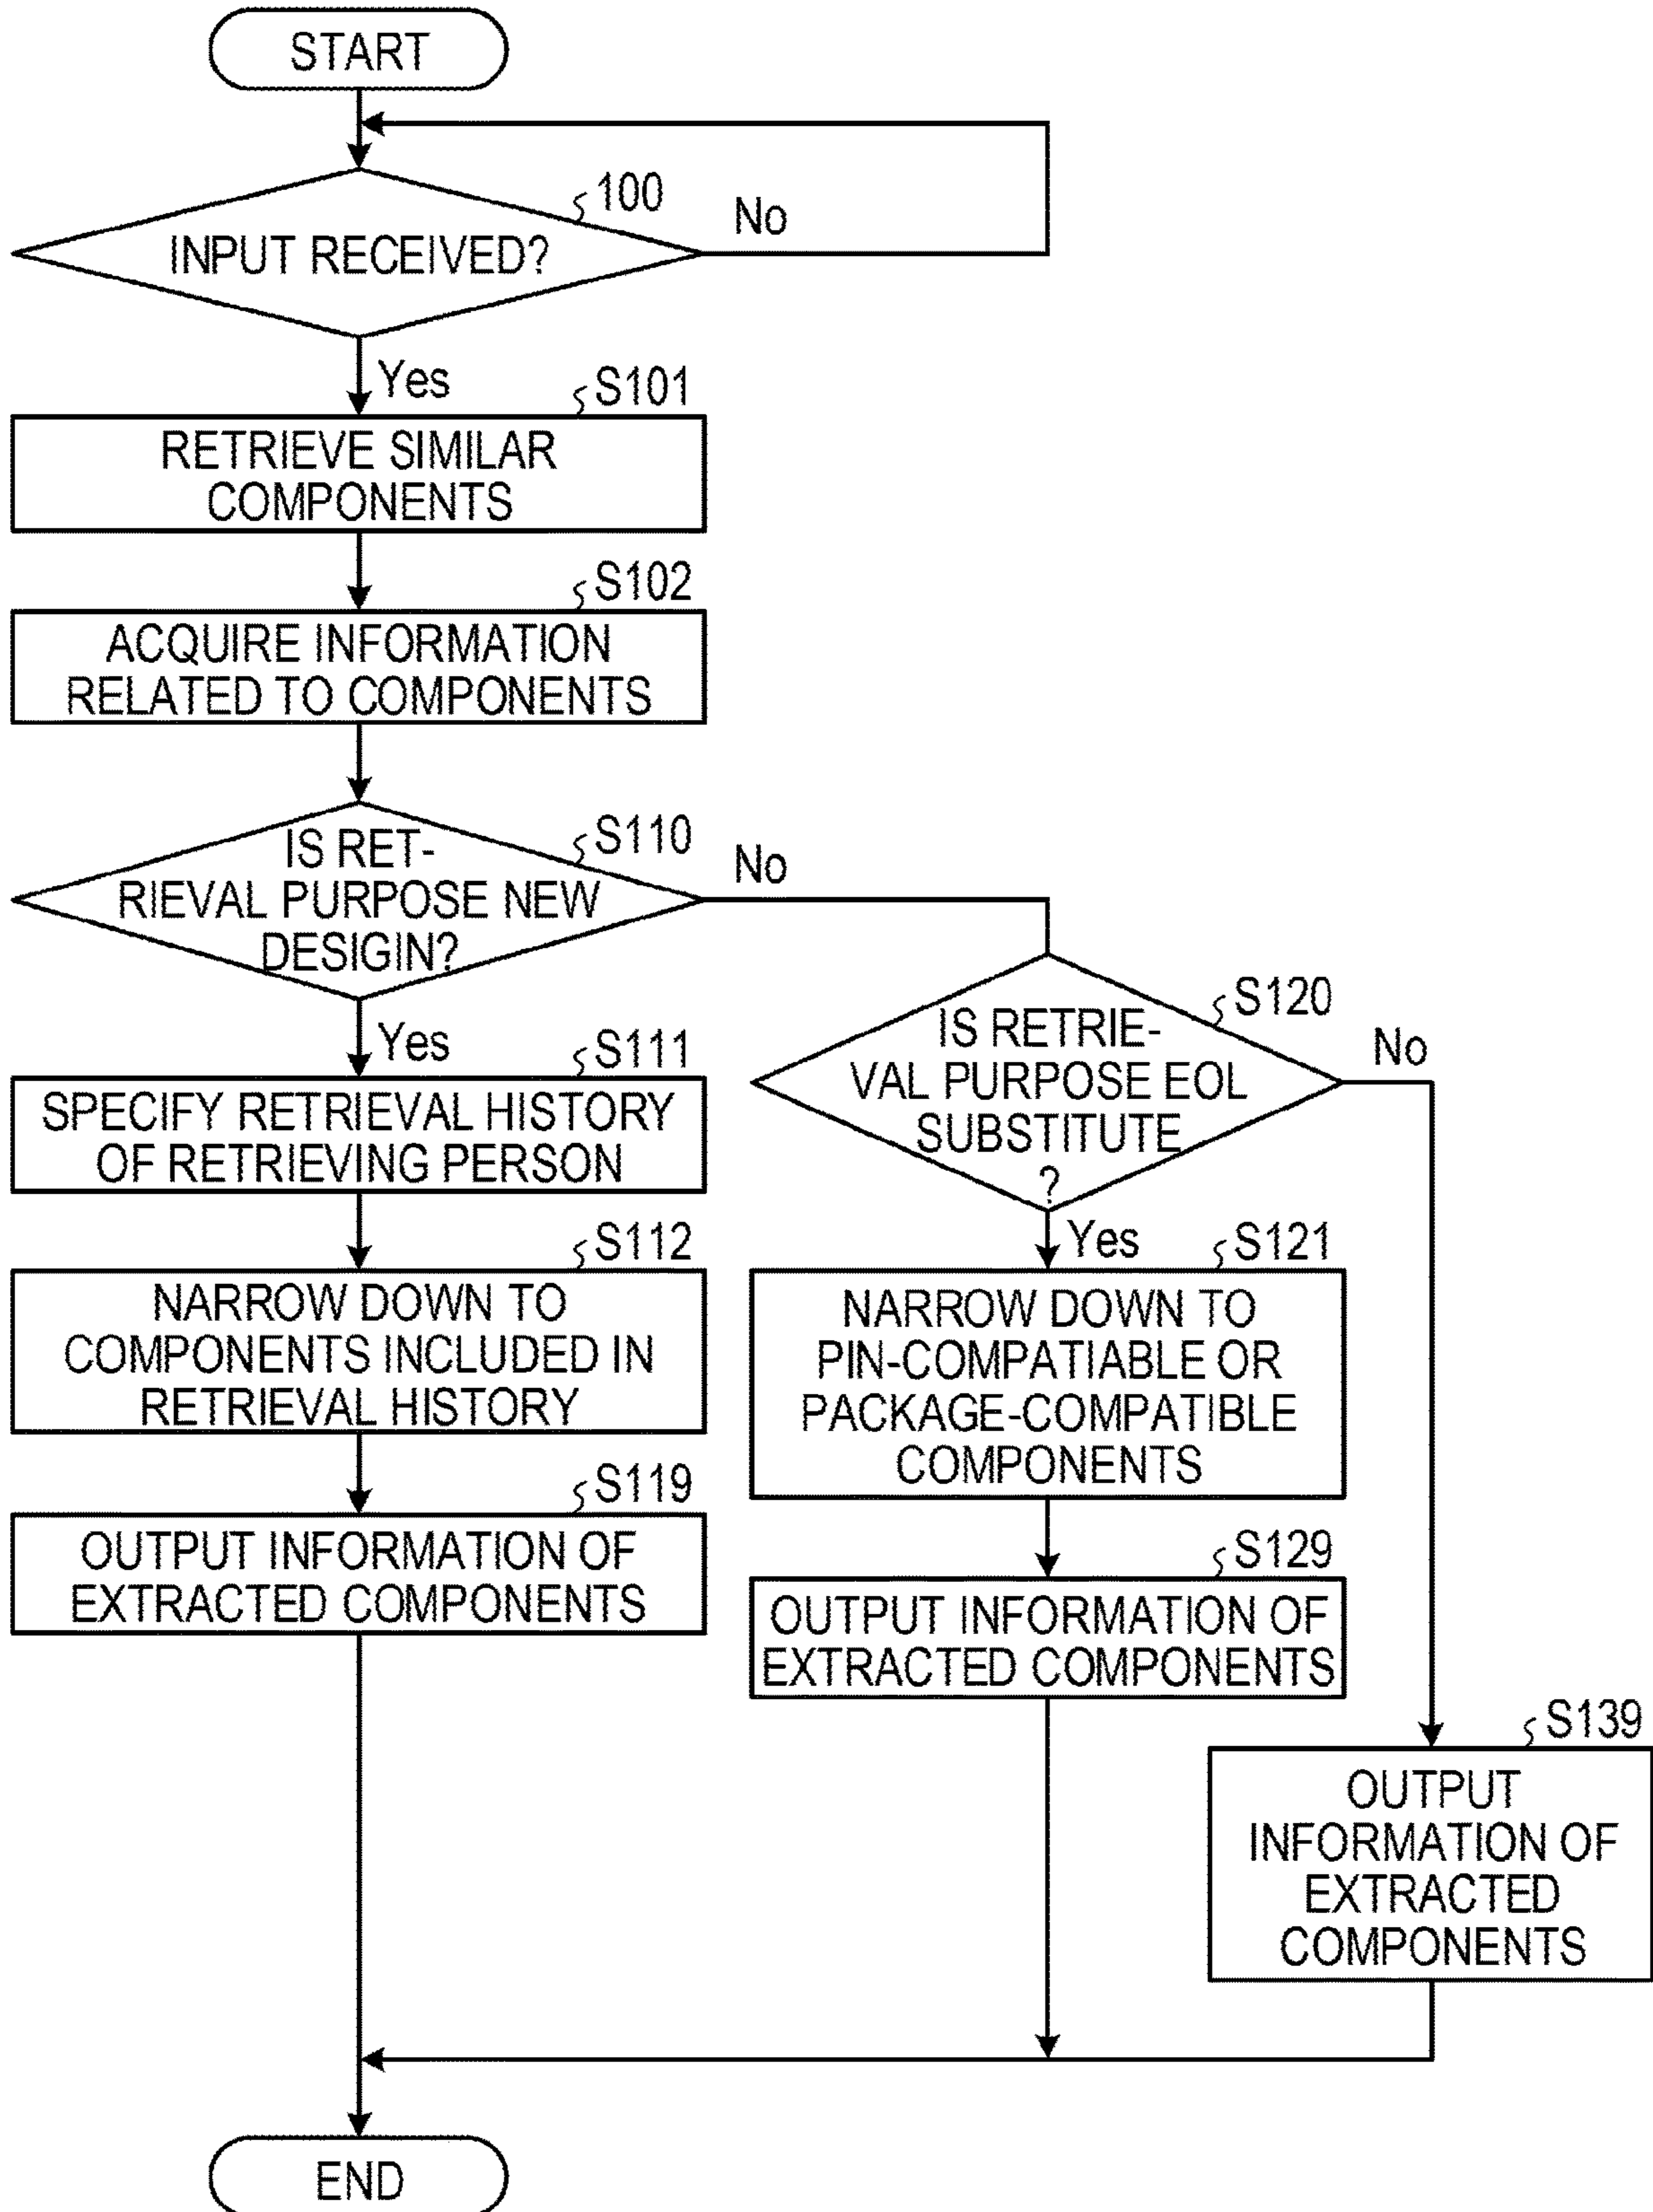 START
100
INPUT RECEIVED?
No
Yes
S101
RETRIEVE SIMILAR
COMPONENTS
S102
ACQUIRE INFORMATION
RELATED TO COMPONENTS
S110
IS RET-
RIEVAL PURPOSE NEW
DESIGIN?
No
Yes
S111
SPECIFY RETRIEVAL HISTORY
OF RETRIEVING PERSON
S112
NARROW DOWN TO
COMPONENTS INCLUDED IN
RETRIEVAL HISTORY
S119
OUTPUT INFORMATION OF
EXTRACTED COMPONENTS
S120
IS RETRIE-
VAL PURPOSE EOL
SUBSTITUTE
?
No
Yes
S121
NARROW DOWN TO
PIN-COMPATIABLE OR
PACKAGE-COMPATIBLE
COMPONENTS
S129
OUTPUT INFORMATION OF
EXTRACTED COMPONENTS
S139
OUTPUT
INFORMATION OF
EXTRACTED
COMPONENTS
END